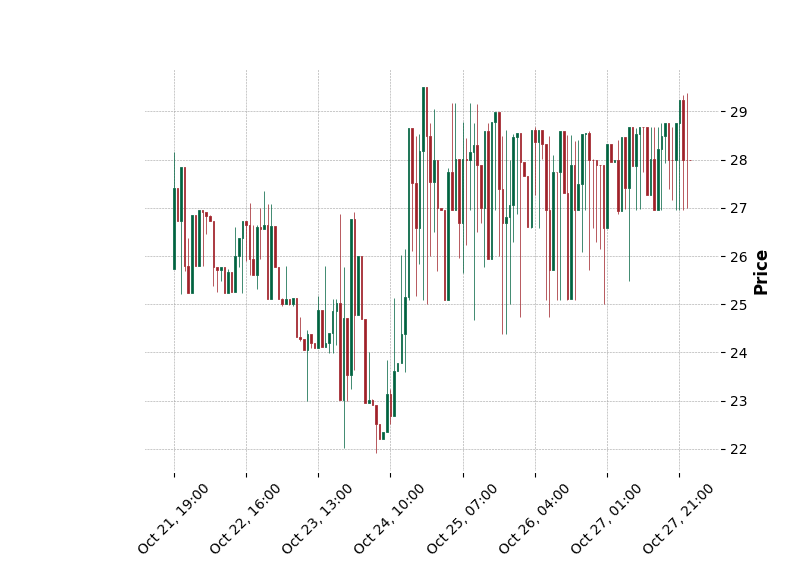 29
28
27
26
25
24
23
22
Price
Oct 21, 19:00
Oct 22, 16:00
Oct 23, 13:00
Oct 24, 10:00
Oct 25, 07:00
Oct 26, 04:00
Oct 27, 01:00
Oct 27, 21:00